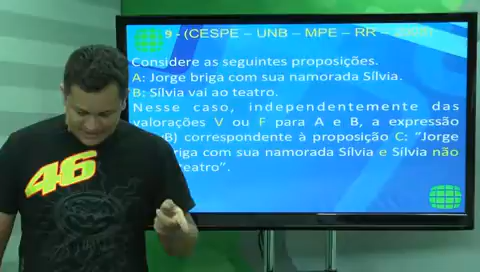 9 - (CESPE – UNB – MPE – RR –
Considere as seguintes proposições.
A: Jorge briga com sua namorada Sílvia.
B: Sílvia vai ao teatro.
Nesse caso, independentemente das
valorações V ou F para A e B, a expressão
B) correspondente à proposição C: “Jorge
briga com sua namorada Sílvia e Sílvia não
teatro”.
46